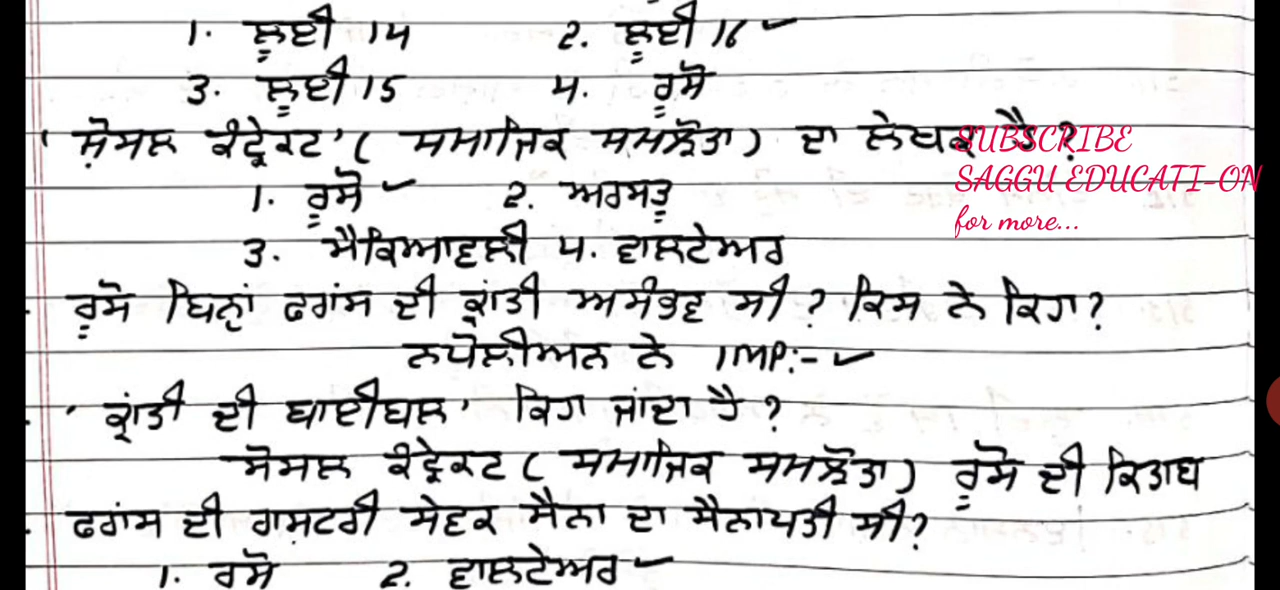 1. ਲੂਈ 14 2. ਲੂਈ 16 ✓
3. ਲੂਈ 15 4. ਰੂਸੋ
' ਸ਼ੋਸਲ ਕੰਟ੍ਰੇਕਟ' ( ਸਮਾਜਿਕ ਸਮਝੌਤਾ) ਦਾ ਲੇਖਕ ਹੈ ?
1. ਰੂਸੋ ✓ 2. ਅਰਸਤੂ
3. ਮੈਕਿਆਵਲੀ 4. ਵਾਲਟੇਅਰ
ਰੂਸੋ ਬਿਨ੍ਹਾਂ ਫਰਾਂਸ ਦੀ ਕ੍ਰਾਂਤੀ ਅਸੰਭਵ ਸੀ ? ਕਿਸ ਨੇ ਕਿਹਾ?
ਨਪੋਲੀਅਨ ਨੇ IMP:- ✓
' ਕ੍ਰਾਂਤੀ ਦੀ ਬਾਈਬਲ ' ਕਿਹਾ ਜਾਂਦਾ ਹੈ ?
ਸੋਸਲ ਕੰਟ੍ਰੇਕਟ ( ਸਮਾਜਿਕ ਸਮਝੌਤਾ) ਰੂਸੋ ਦੀ ਕਿਤਾਬ
ਫਰਾਂਸ ਦੀ ਰਾਸ਼ਟਰੀ ਸੇਵਕ ਸੈਨਾ ਦਾ ਸੈਨਾਪਤੀ ਸੀ?
1. ਰਸੋ 2. ਵਾਲਟੇਅਰ ✓
SUBSCRIBE
SAGGU EDUCATI-ON
for more...